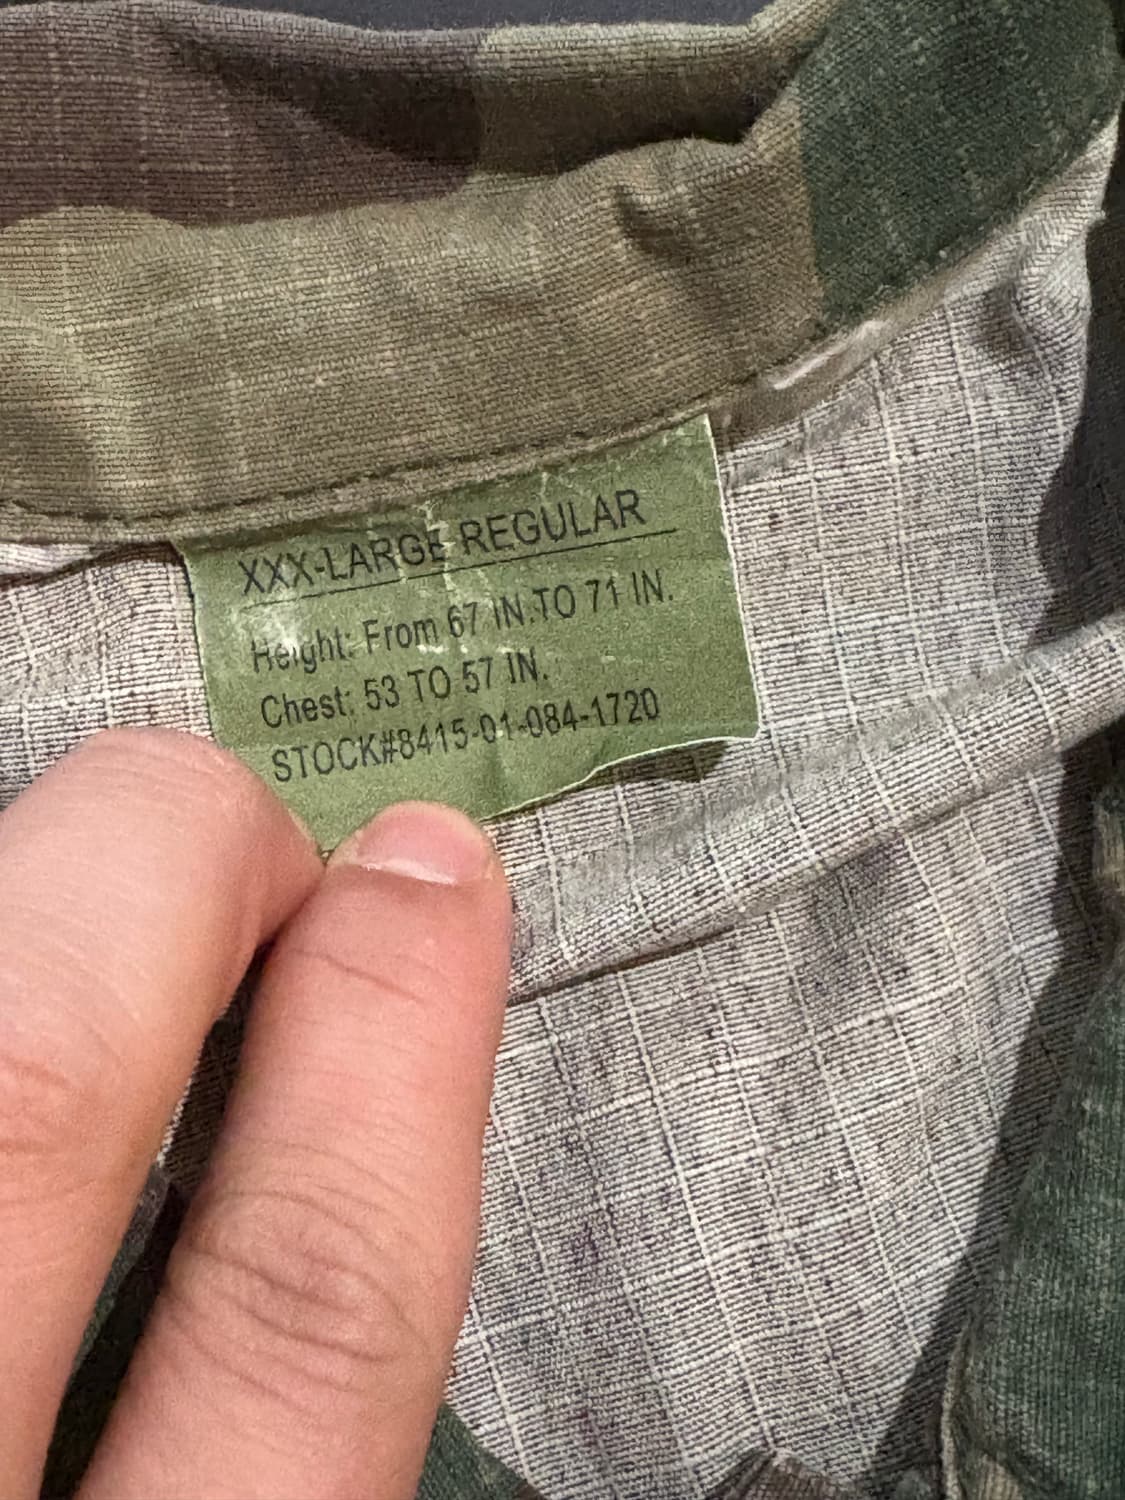 XXX-LARGE REGULAR
Height: From 67 IN.TO 71 IN.
Chest: 53 TO 57 IN.
STOCK#8415-01-084-1720